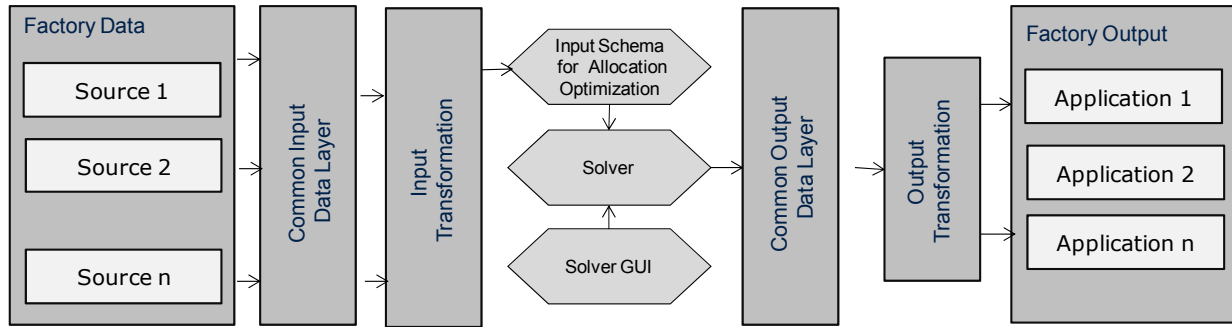 Factory Data
Source 1
Source 2
Source n
Common Input
Data Layer
Input
Transformation
Input Schema
for Allocation
Optimization
Solver
Solver GUI
Common Output
Data Layer
Output
Transformation
Factory Output
Application 1
Application 2
Application n